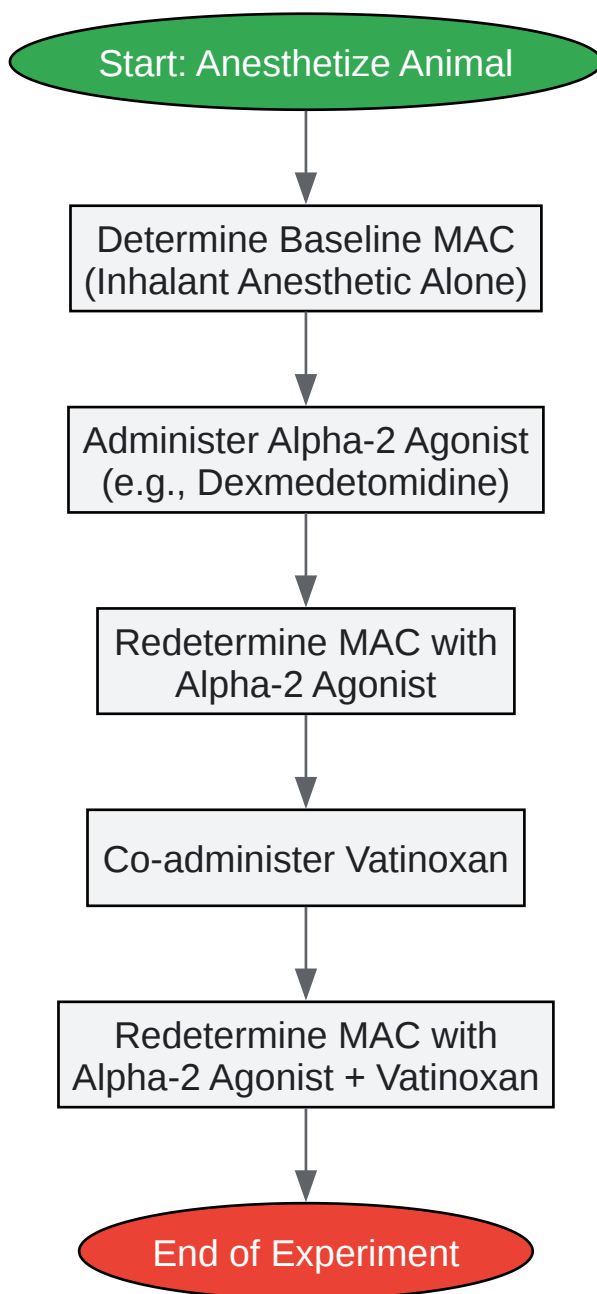 Start: Anesthetize Animal
Determine Baseline MAC
(Inhalant Anesthetic Alone)
Administer Alpha-2 Agonist
(e.g., Dexmedetomidine)
Redetermine MAC with
Alpha-2 Agonist
Co-administer Vatinoxan
Redetermine MAC with
Alpha-2 Agonist + Vatinoxan
End of Experiment